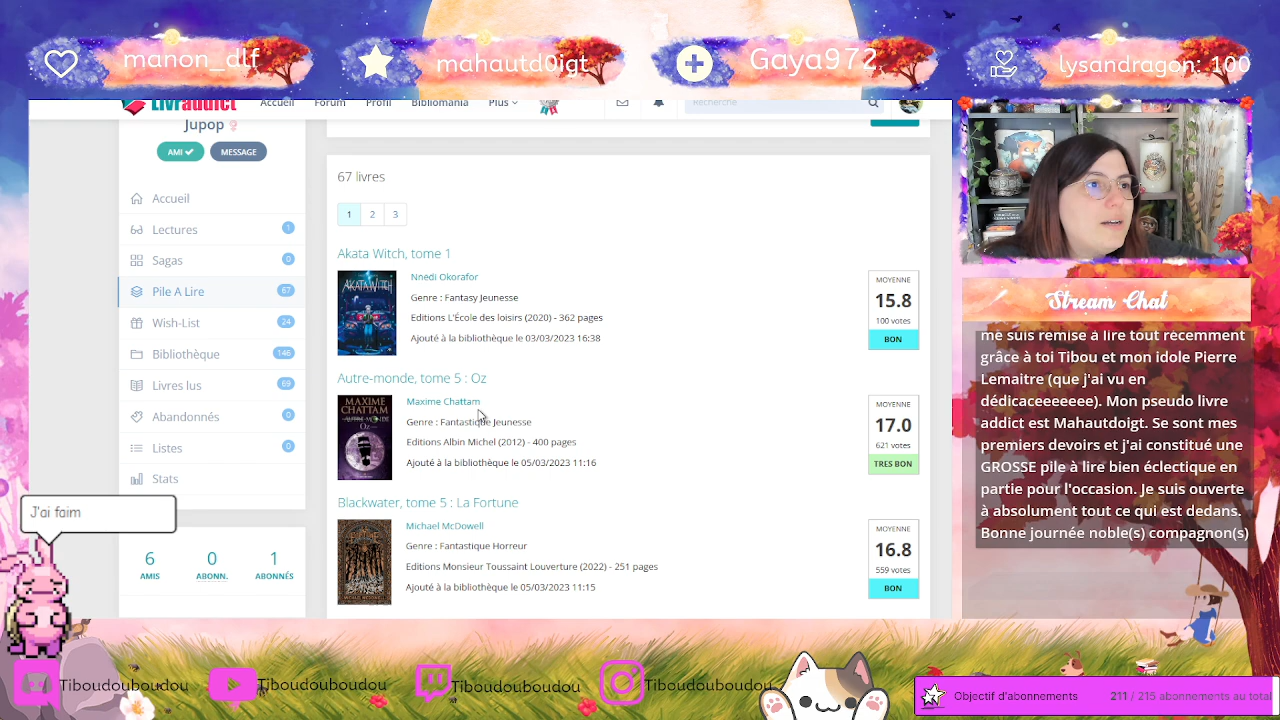 manon_dlf
mahautd0igt
Gaya972
lysandragon: 100
Livraddict
Accueil
Forum
Profil
Bibliomania
Plus
Recherche
Jupop
AMI
MESSAGE
Accueil
Lectures 1
Sagas 0
Pile A Lire 67
Wish-List 24
Bibliothèque 146
Livres lus 69
Abandonnés 0
Listes 0
Stats
6
AMIS
0
ABONN.
1
ABONNÉS
67 livres
1 2 3
Akata Witch, tome 1
AKATA WITCH
Nnedi Okorafor
Genre : Fantasy Jeunesse
Editions L'École des loisirs (2020) - 362 pages
Ajouté à la bibliothèque le 03/03/2023 16:38
MOYENNE
15.8
100 votes
BON
Autre-monde, tome 5 : Oz
MAXIME
CHATTAM
AUTRE MONDE
Oz
Maxime Chattam
Genre : Fantastique Jeunesse
Editions Albin Michel (2012) - 400 pages
Ajouté à la bibliothèque le 05/03/2023 11:16
MOYENNE
17.0
621 votes
TRES BON
Blackwater, tome 5 : La Fortune
Michael McDowell
Genre : Fantastique Horreur
Editions Monsieur Toussaint Louverture (2022) - 251 pages
Ajouté à la bibliothèque le 05/03/2023 11:15
MOYENNE
16.8
559 votes
BON
Stream Chat
me suis remise à lire tout recemment
grâce à toi Tibou et mon idole Pierre
Lemaitre (que j'ai vu en
dédicaceeeeee). Mon pseudo livre
addict est Mahautdoigt. Se sont mes
premiers devoirs et j'ai constitué une
GROSSE pile à lire bien éclectique en
partie pour l'occasion. Je suis ouverte
à absolument tout ce qui est dedans.
Bonne journée noble(s) compagnon(s)
J'ai faim
Tiboudouboudou
Tiboudouboudou
Tiboudouboudou
Tiboudouboudou
Objectif d'abonnements
211 / 215 abonnements au total